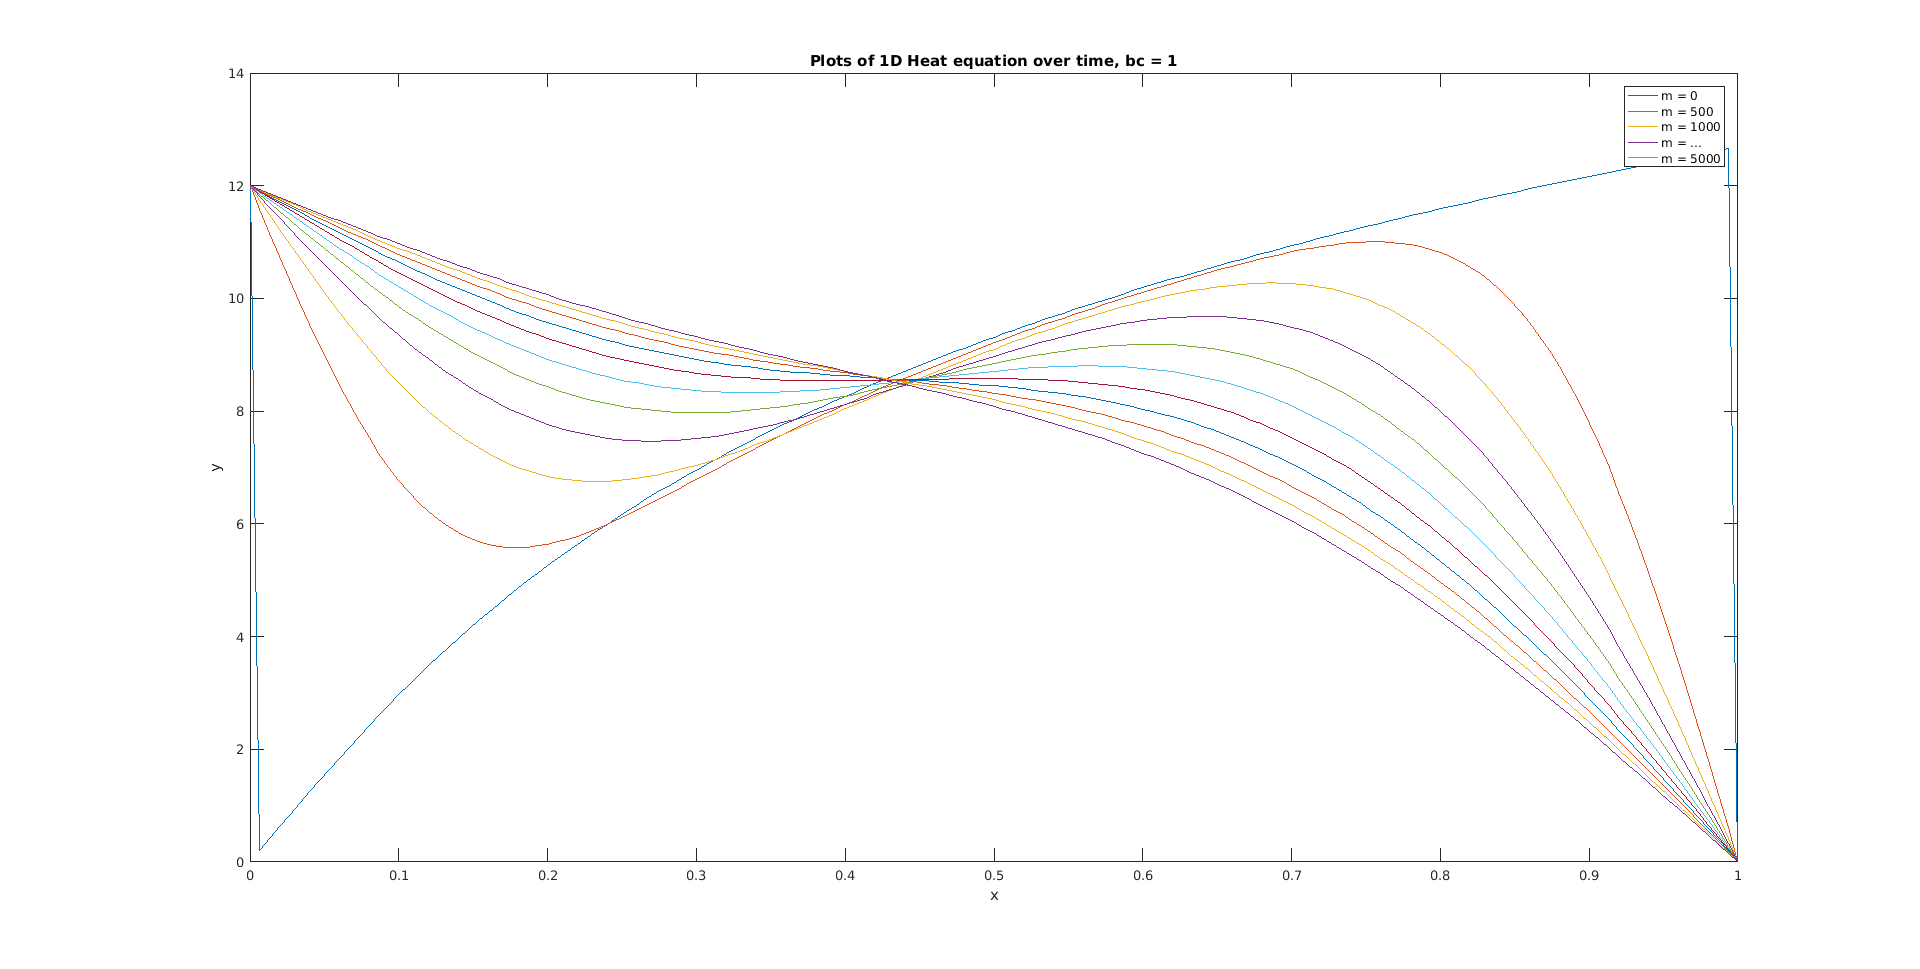 Plots of 1D Heat equation over time, bc = 1
14
12
10
8
6
4
2
0
y
m = 0
m = 500
m = 1000
m = ...
m = 5000
0 0.1 0.2 0.3 0.4 0.5 0.6 0.7 0.8 0.9 1
x